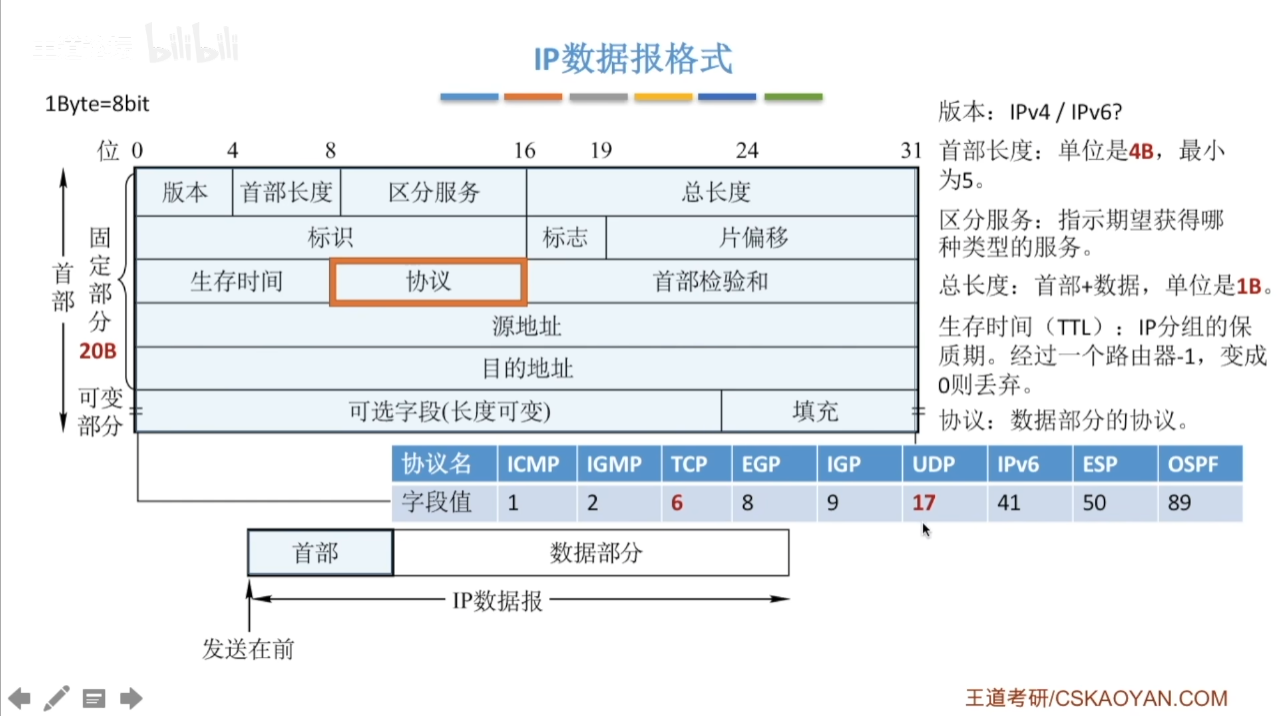 bilibili
IP数据报格式
1Byte=8bit
位 0 4 8 16 19 24 31
版本 首部长度 区分服务 总长度
标识 标志 片偏移
生存时间 协议 首部检验和
源地址
目的地址
可选字段(长度可变) 填充
首部
固定部分
20B
可变
部分
版本：IPv4 / IPv6?
首部长度：单位是4B，最小
为5。
区分服务：指示期望获得哪
种类型的服务。
总长度：首部+数据，单位是1B。
生存时间（TTL）：IP分组的保
质期。经过一个路由器-1，变成
0则丢弃。
协议：数据部分的协议。
协议名 ICMP IGMP TCP EGP IGP UDP IPv6 ESP OSPF
字段值 1 2 6 8 9 17 41 50 89
首部 数据部分
IP数据报
发送在前
王道考研/CSKAOYAN.COM